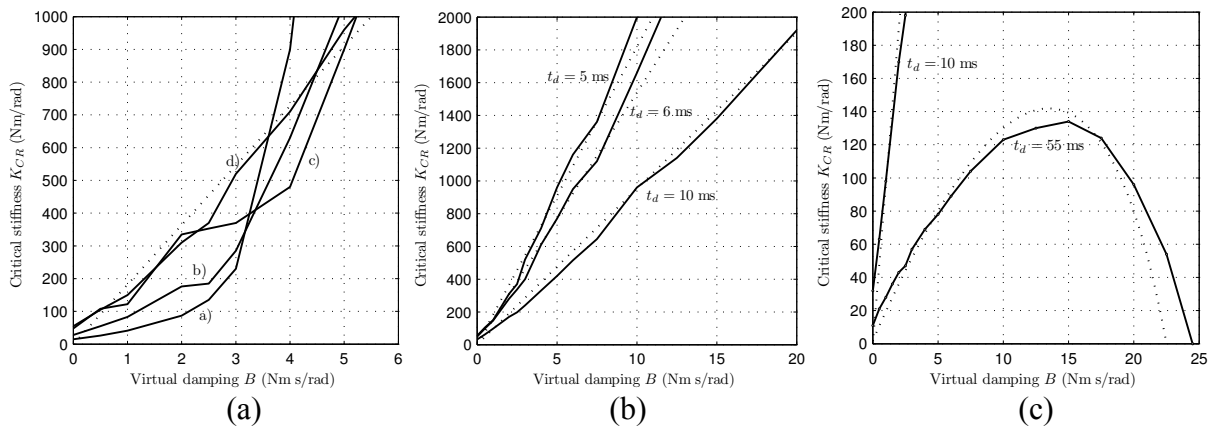 1000
900
800
700
600
500
400
300
200
100
0
0 1 2 3 4 5 6
Critical stiffness K_CR (Nm/rad)
Virtual damping B (Nm s/rad)
a)
b)
c)
d)
(a)
2000
1800
1600
1400
1200
1000
800
600
400
200
0
0 5 10 15 20
Critical stiffness K_CR (Nm/rad)
Virtual damping B (Nm s/rad)
t_d = 5 ms
t_d = 6 ms
t_d = 10 ms
(b)
200
180
160
140
120
100
80
60
40
20
0
0 5 10 15 20 25
Critical stiffness K_CR (Nm/rad)
Virtual damping B (Nm s/rad)
t_d = 10 ms
t_d = 55 ms
(c)